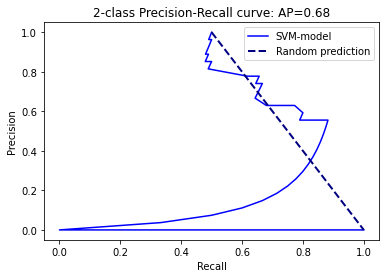 2-class Precision-Recall curve: AP=0.68
SVM-model
Random prediction
1.0
0.8
0.6
0.4
0.2
0.0
Precision
0.0 0.2 0.4 0.6 0.8 1.0
Recall